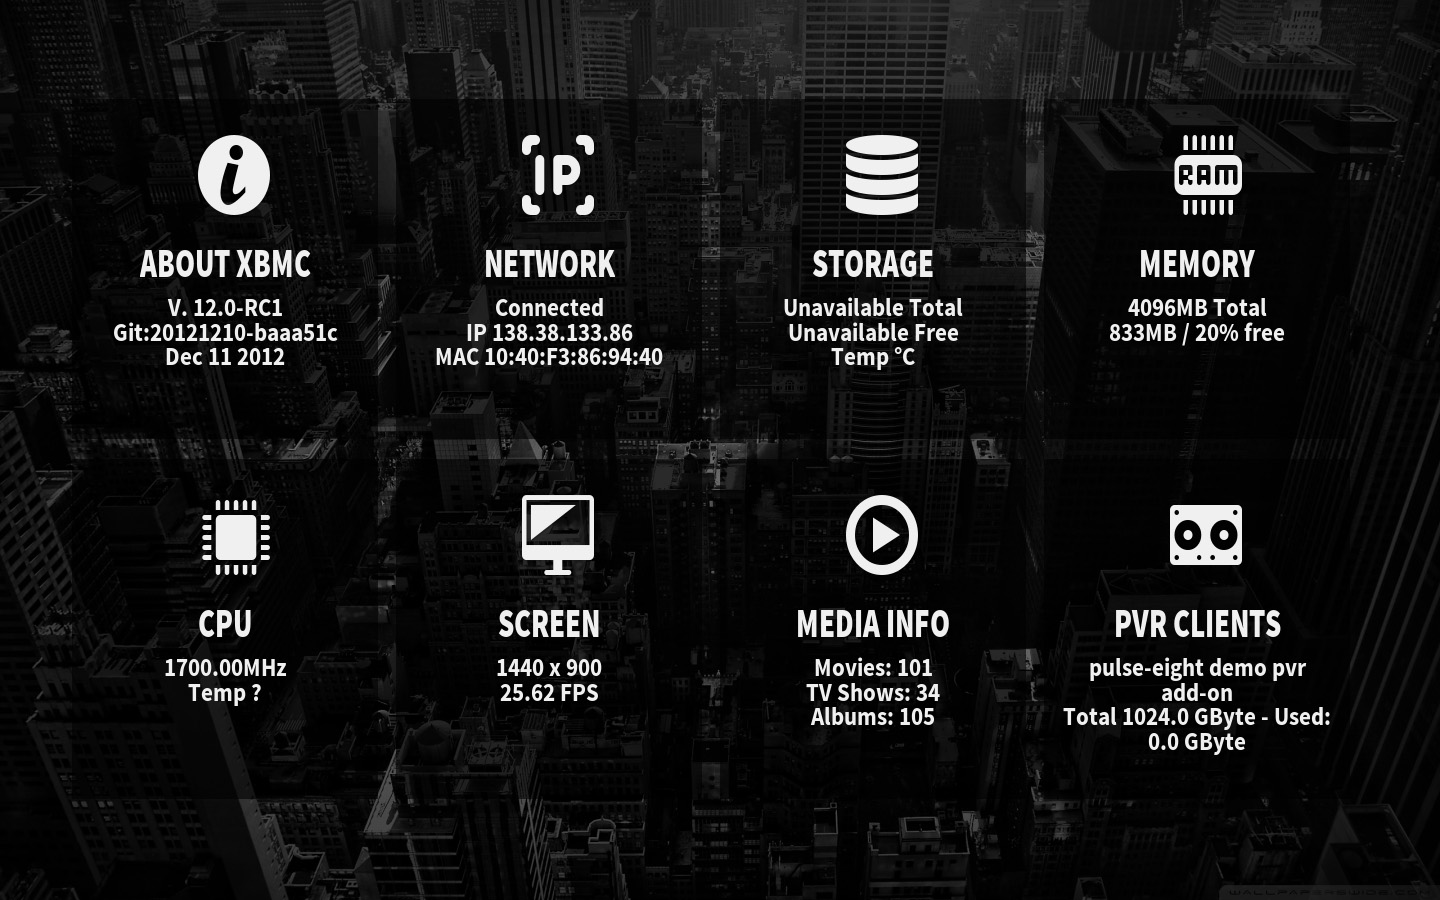 IP
RAM
ABOUT XBMC
V. 12.0-RC1
Git:20121210-baaa51c
Dec 11 2012
NETWORK
Connected
IP 138.38.133.86
MAC 10:40:F3:86:94:40
STORAGE
Unavailable Total
Unavailable Free
Temp °C
MEMORY
4096MB Total
833MB / 20% free
CPU
1700.00MHz
Temp ?
SCREEN
1440 x 900
25.62 FPS
MEDIA INFO
Movies: 101
TV Shows: 34
Albums: 105
PVR CLIENTS
pulse-eight demo pvr
add-on
Total 1024.0 GByte - Used:
0.0 GByte